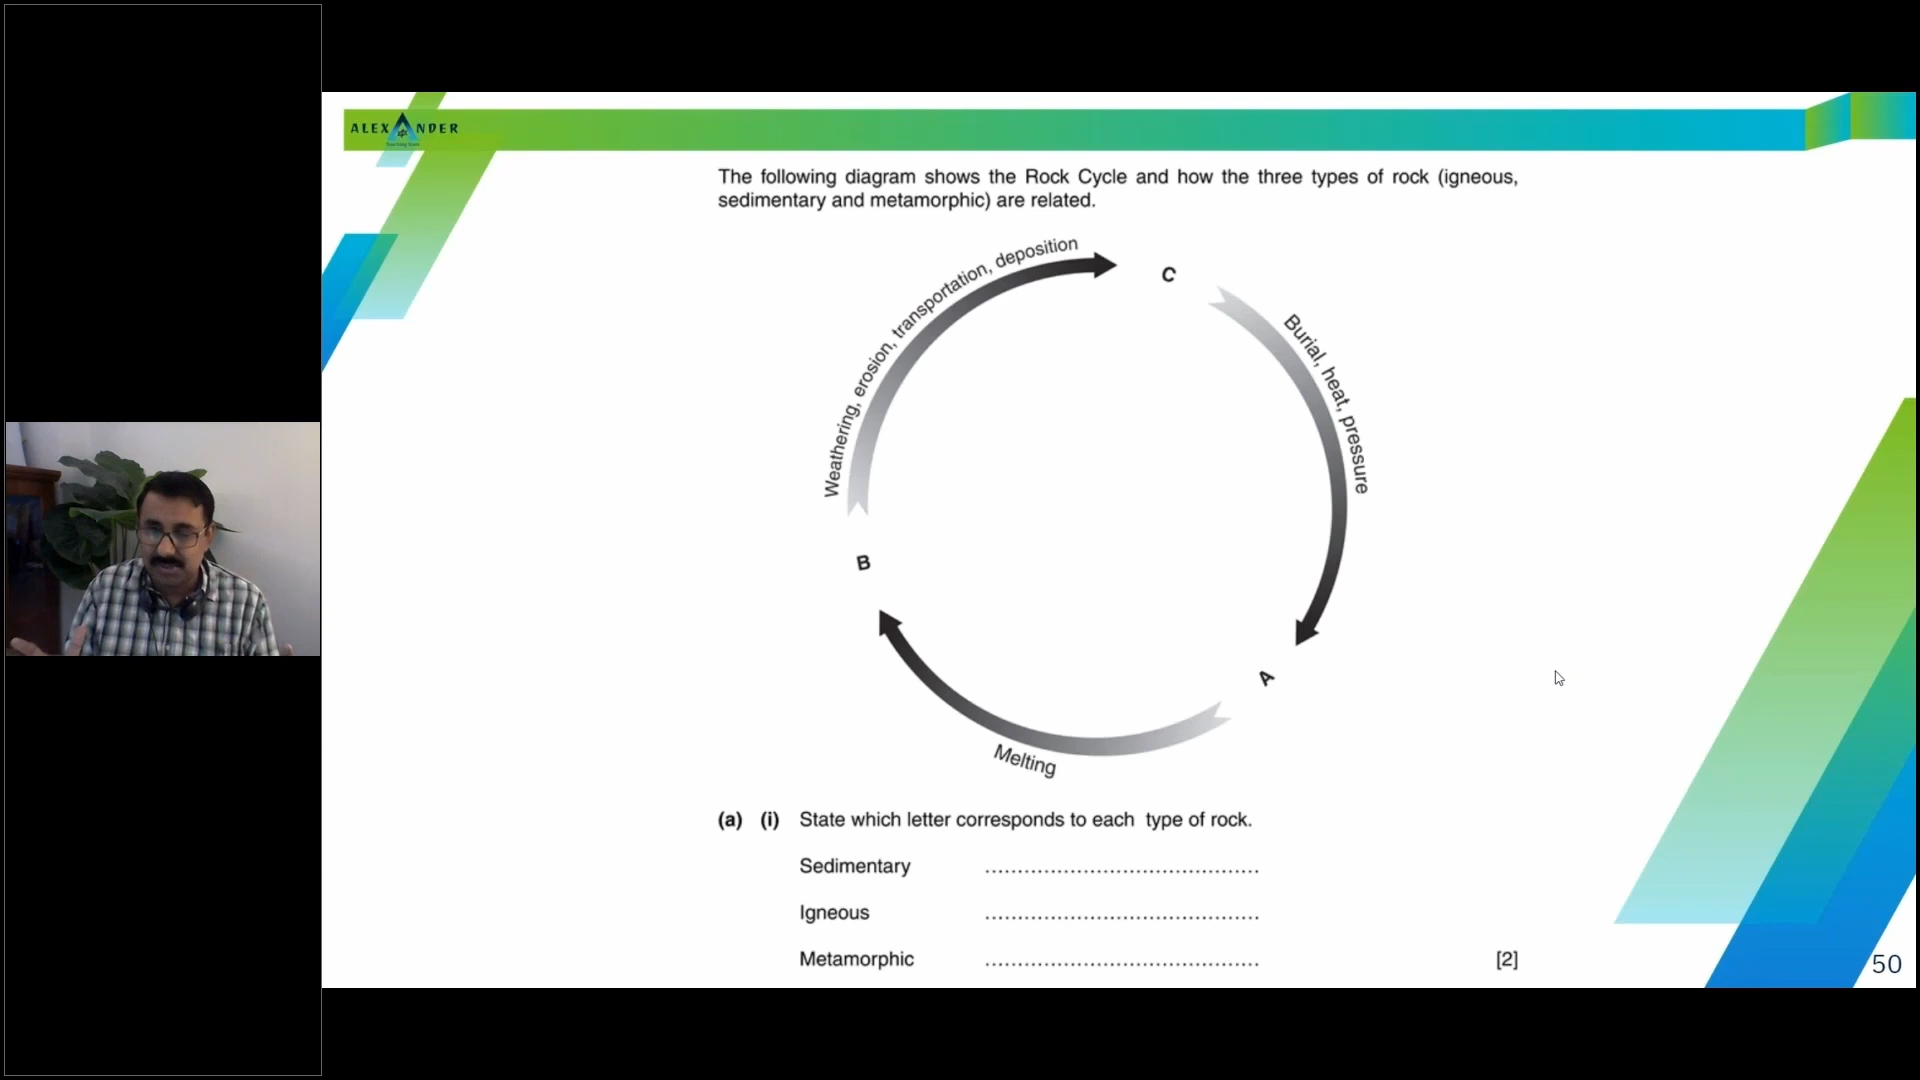 ALEXANDER
The following diagram shows the Rock Cycle and how the three types of rock (igneous,
sedimentary and metamorphic) are related.
Weathering, erosion, transportation, deposition
C
Burial, heat, pressure
B
A
Melting
(a) (i) State which letter corresponds to each type of rock.
Sedimentary ..........................................
Igneous ..........................................
Metamorphic .......................................... [2]
50